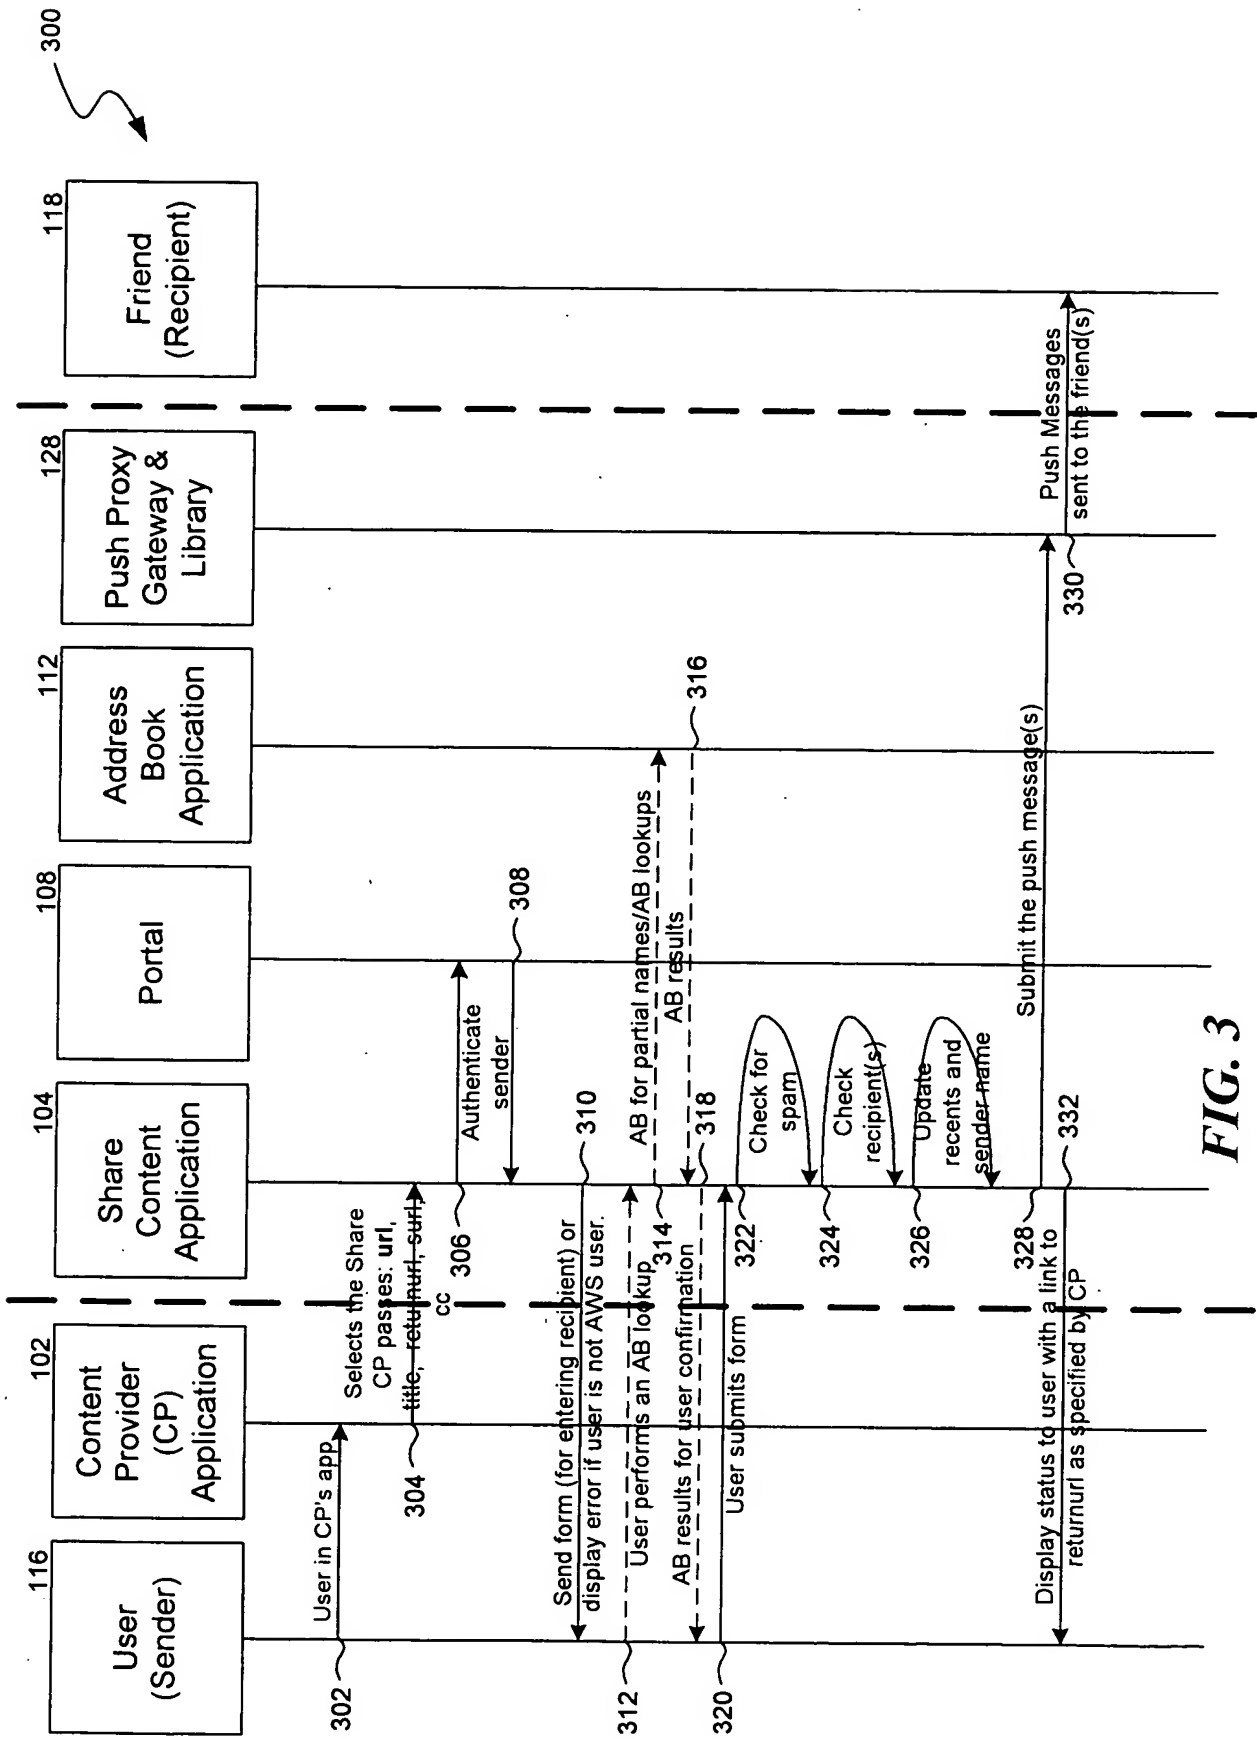 300
116
User
(Sender)
102
Content
Provider
(CP)
Application
104
Share
Content
Application
108
Portal
112
Address
Book
Application
128
Push Proxy
Gateway &
Library
118
Friend
(Recipient)
User in CP's app
302
Selects the Share
CP passes: url,
title, returnurl, surl,
cc
304
Authenticate
sender
306
308
Send form (for entering recipient) or
display error if user is not AWS user.
310
User performs an AB lookup
312
AB for partial names/AB lookups
314
AB results
316
AB results for user confirmation
318
User submits form
320
Check for
spam
322
Check
recipient(s)
324
Update
recents and
sender name
326
Submit the push message(s)
328
Push Messages
sent to the friend(s)
330
Display status to user with a link to
returnurl as specified by CP
332
FIG. 3